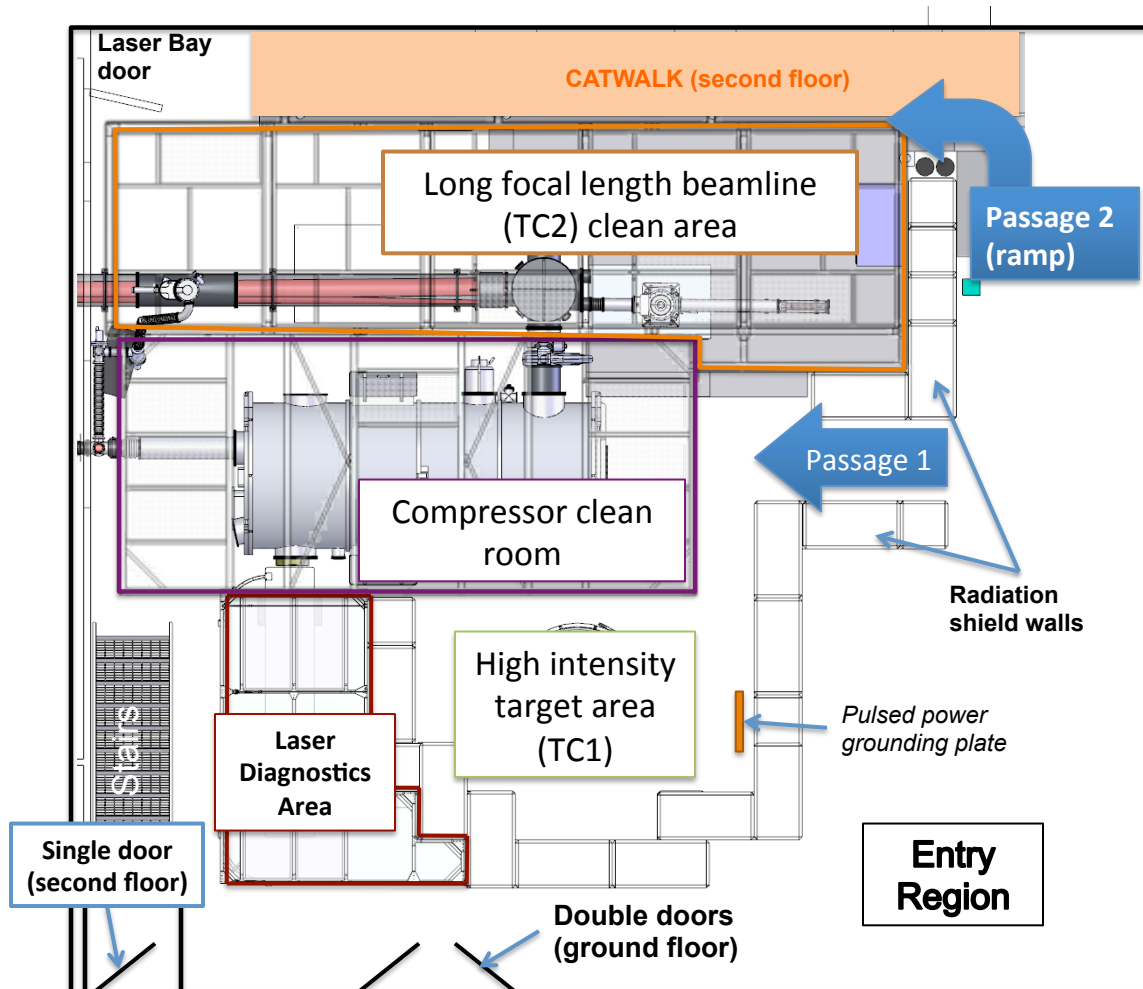 Laser Bay
door
CATWALK (second floor)
Long focal length beamline
(TC2) clean area
Passage 2
(ramp)
Passage 1
Compressor clean
room
Radiation
shield walls
High intensity
target area
(TC1)
Pulsed power
grounding plate
Stairs
Laser
Diagnostics
Area
Single door
(second floor)
Entry
Region
Double doors
(ground floor)